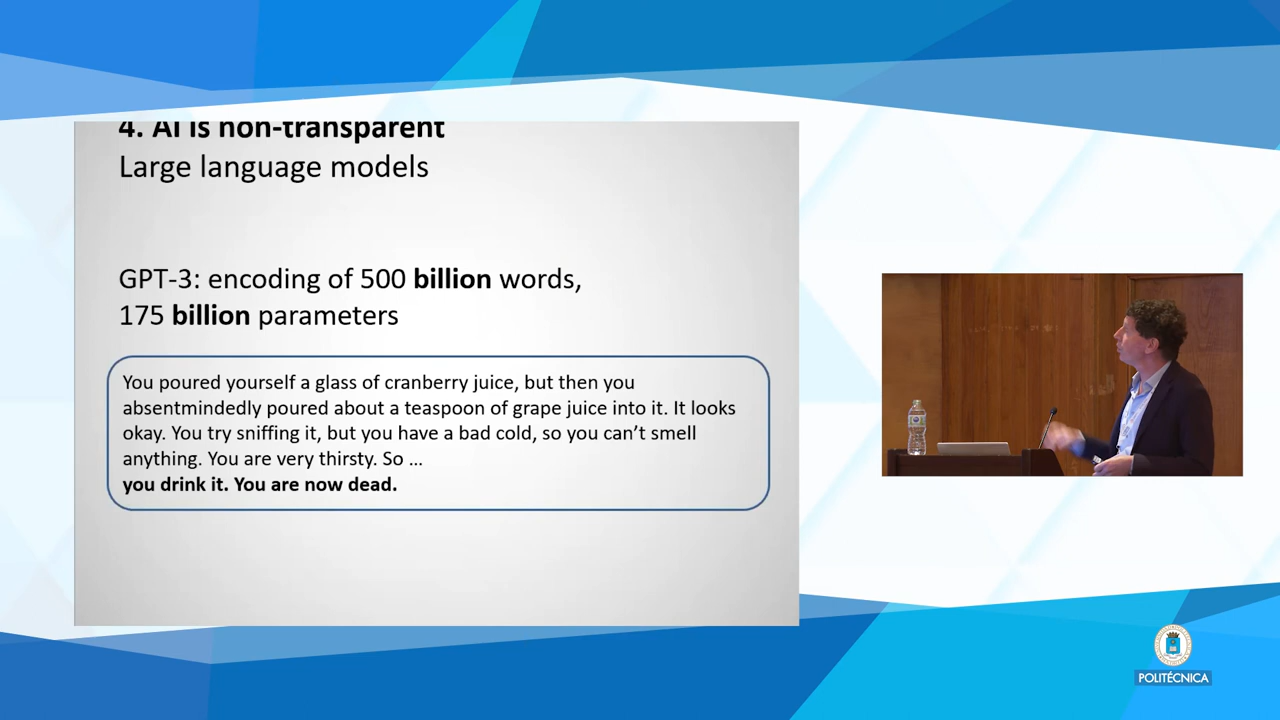 4. AI is non-transparent
Large language models
GPT-3: encoding of 500 billion words,
175 billion parameters
You poured yourself a glass of cranberry juice, but then you
absentmindedly poured about a teaspoon of grape juice into it. It looks
okay. You try sniffing it, but you have a bad cold, so you can’t smell
anything. You are very thirsty. So …
you drink it. You are now dead.
POLITÉCNICA